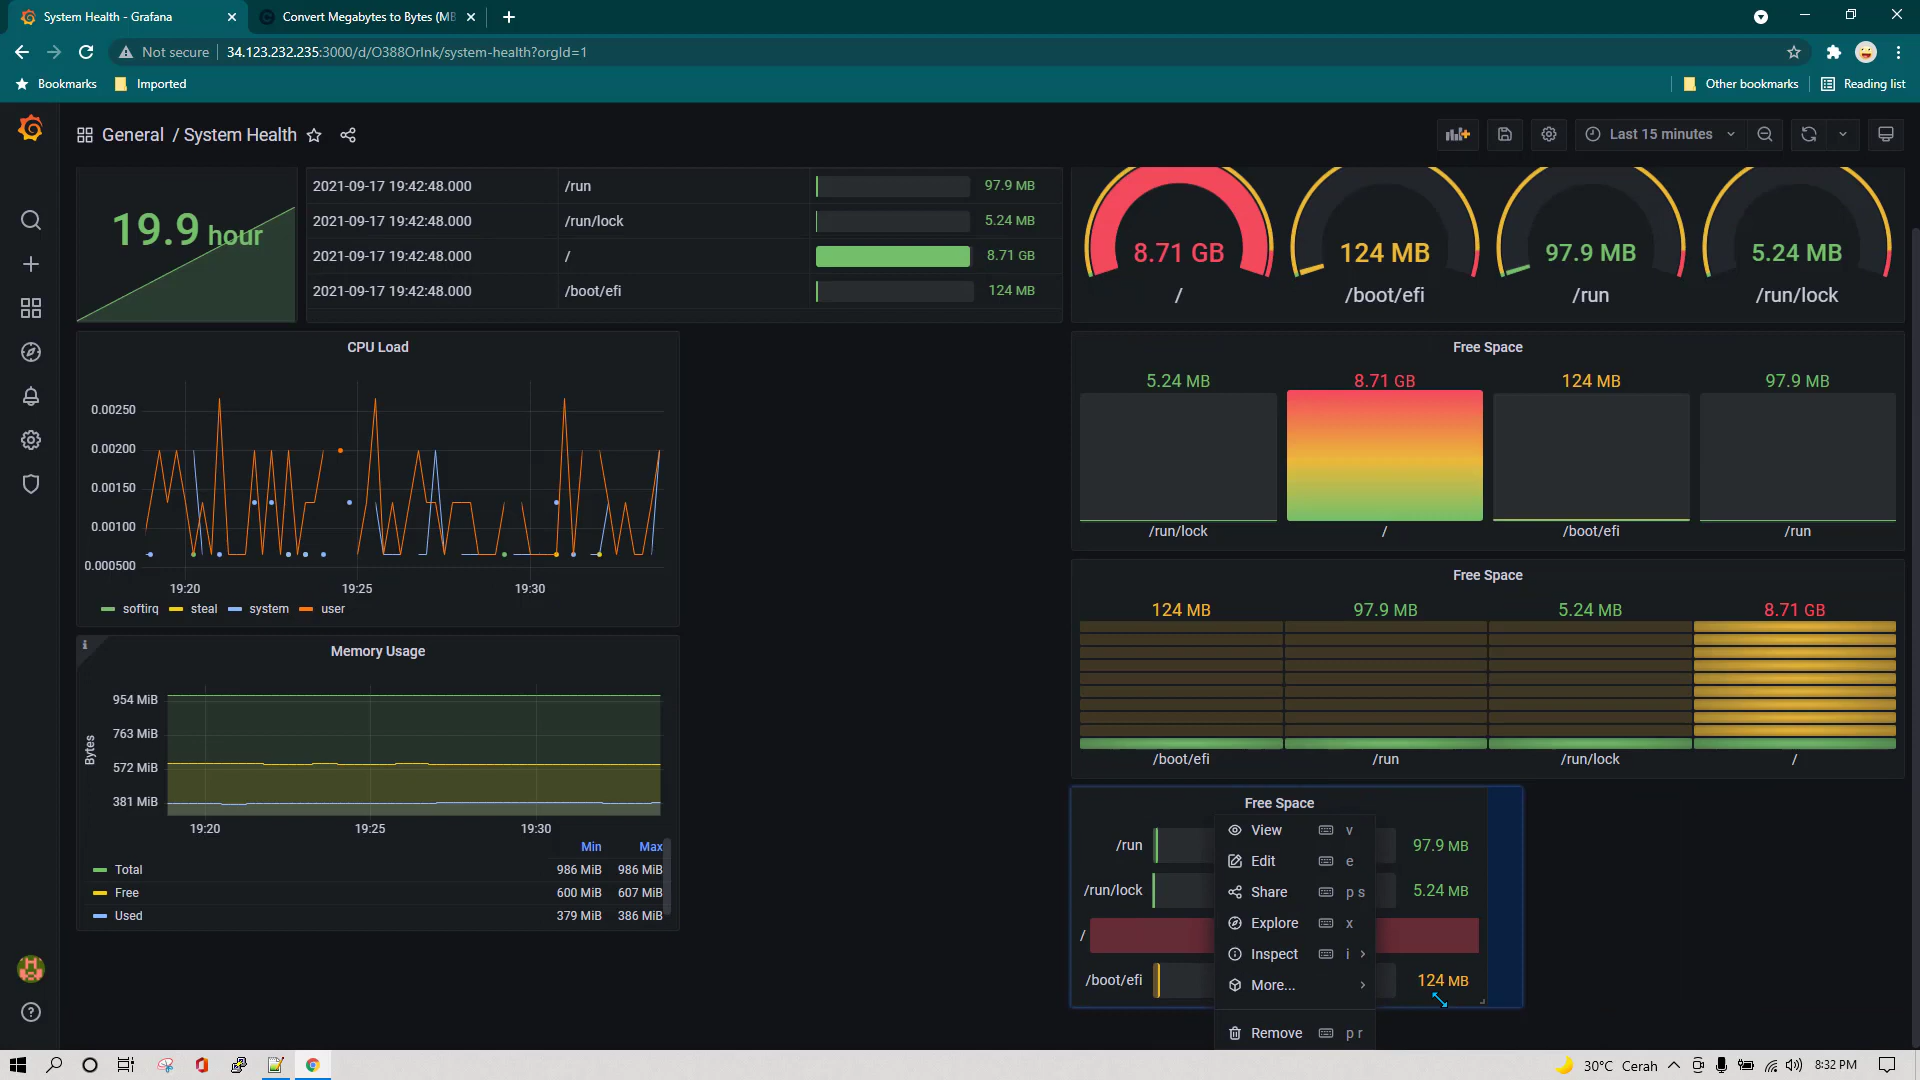 System Health - Grafana
Convert Megabytes to Bytes (MB
Not secure
34.123.232.235:3000/d/O388OrInk/system-health?orgId=1
Bookmarks
Imported
Other bookmarks
Reading list
General / System Health
Last 15 minutes
19.9 hour
2021-09-17 19:42:48.000 /run 97.9 MB
2021-09-17 19:42:48.000 /run/lock 5.24 MB
2021-09-17 19:42:48.000 / 8.71 GB
2021-09-17 19:42:48.000 /boot/efi 124 MB
8.71 GB 124 MB 97.9 MB 5.24 MB
/ /boot/efi /run /run/lock
CPU Load
0.00250
0.00200
0.00150
0.00100
0.000500
19:20 19:25 19:30
softirq steal system user
Free Space
5.24 MB 8.71 GB 124 MB 97.9 MB
/run/lock / /boot/efi /run
Free Space
124 MB 97.9 MB 5.24 MB 8.71 GB
/boot/efi /run /run/lock /
Memory Usage
Bytes
954 MiB
763 MiB
572 MiB
381 MiB
19:20 19:25 19:30
Min Max
Total 986 MiB 986 MiB
Free 600 MiB 607 MiB
Used 379 MiB 386 MiB
Free Space
/run 97.9 MB
/run/lock 5.24 MB
/
/boot/efi 124 MB
View v
Edit e
Share p s
Explore x
Inspect i
More...
Remove p r
30°C Cerah
8:32 PM